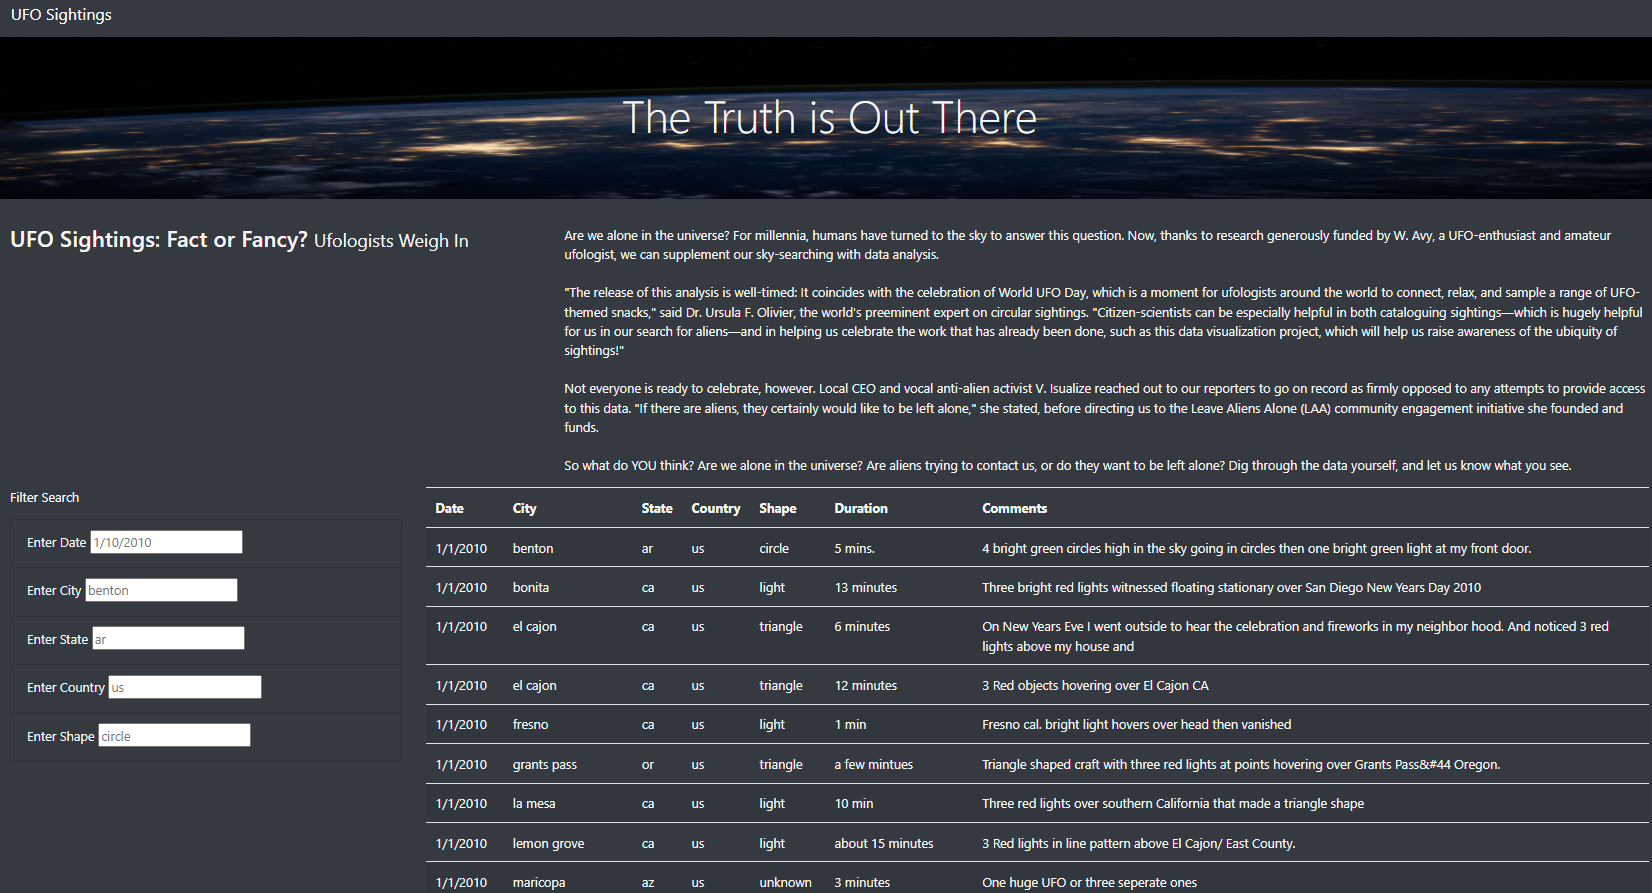 UFO Sightings
The Truth is Out There
UFO Sightings: Fact or Fancy? Ufologists Weigh In
Are we alone in the universe? For millennia, humans have turned to the sky to answer this question. Now, thanks to research generously funded by W. Avy, a UFO-enthusiast and amateur
ufologist, we can supplement our sky-searching with data analysis.
"The release of this analysis is well-timed: It coincides with the celebration of World UFO Day, which is a moment for ufologists around the world to connect, relax, and sample a range of UFO-
themed snacks," said Dr. Ursula F. Olivier, the world's preeminent expert on circular sightings. "Citizen-scientists can be especially helpful in both cataloguing sightings—which is hugely helpful
for us in our search for aliens—and in helping us celebrate the work that has already been done, such as this data visualization project, which will help us raise awareness of the ubiquity of
sightings!"
Not everyone is ready to celebrate, however. Local CEO and vocal anti-alien activist V. Isualize reached out to our reporters to go on record as firmly opposed to any attempts to provide access
to this data. "If there are aliens, they certainly would like to be left alone," she stated, before directing us to the Leave Aliens Alone (LAA) community engagement initiative she founded and
funds.
So what do YOU think? Are we alone in the universe? Are aliens trying to contact us, or do they want to be left alone? Dig through the data yourself, and let us know what you see.
Filter Search
Enter Date 1/10/2010
Enter City benton
Enter State ar
Enter Country us
Enter Shape circle
Date City State Country Shape Duration Comments
1/1/2010 benton ar us circle 5 mins. 4 bright green circles high in the sky going in circles then one bright green light at my front door.
1/1/2010 bonita ca us light 13 minutes Three bright red lights witnessed floating stationary over San Diego New Years Day 2010
1/1/2010 el cajon ca us triangle 6 minutes On New Years Eve I went outside to hear the celebration and fireworks in my neighbor hood. And noticed 3 red
lights above my house and
1/1/2010 el cajon ca us triangle 12 minutes 3 Red objects hovering over El Cajon CA
1/1/2010 fresno ca us light 1 min Fresno cal. bright light hovers over head then vanished
1/1/2010 grants pass or us triangle a few mintues Triangle shaped craft with three red lights at points hovering over Grants Pass&#44 Oregon.
1/1/2010 la mesa ca us light 10 min Three red lights over southern California that made a triangle shape
1/1/2010 lemon grove ca us light about 15 minutes 3 Red lights in line pattern above El Cajon/ East County.
1/1/2010 maricopa az us unknown 3 minutes One huge UFO or three seperate ones